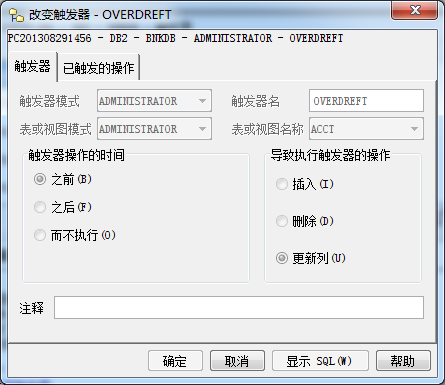 改变触发器 - OVERDREFT
PC201308291456 - DB2 - BNKDB - ADMINISTRATOR - OVERDREFT
触发器 已触发的操作
触发器模式 ADMINISTRATOR 触发器名 OVERDREFT
表或视图模式 ADMINISTRATOR 表或视图名称 ACCT
触发器操作的时间 导致执行触发器的操作
之前(B) 插入(I)
之后(F) 删除(D)
而不执行(O) 更新列(U)
注释
确定 取消 显示 SQL(W) 帮助